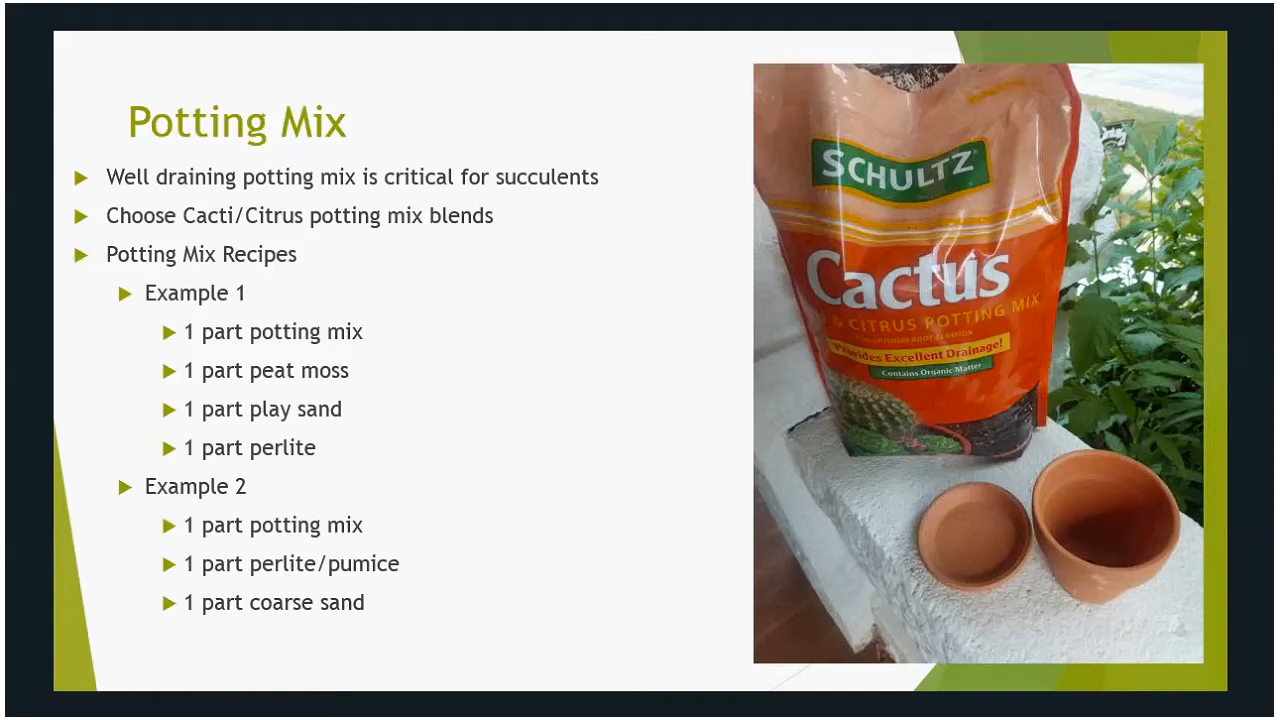 Potting Mix
Well draining potting mix is critical for succulents
Choose Cacti/Citrus potting mix blends
Potting Mix Recipes
Example 1
1 part potting mix
1 part peat moss
1 part play sand
1 part perlite
Example 2
1 part potting mix
1 part perlite/pumice
1 part coarse sand
SCHULTZ
Cactus
& CITRUS POTTING MIX
Provides Excellent Drainage!
Contains Organic Matter